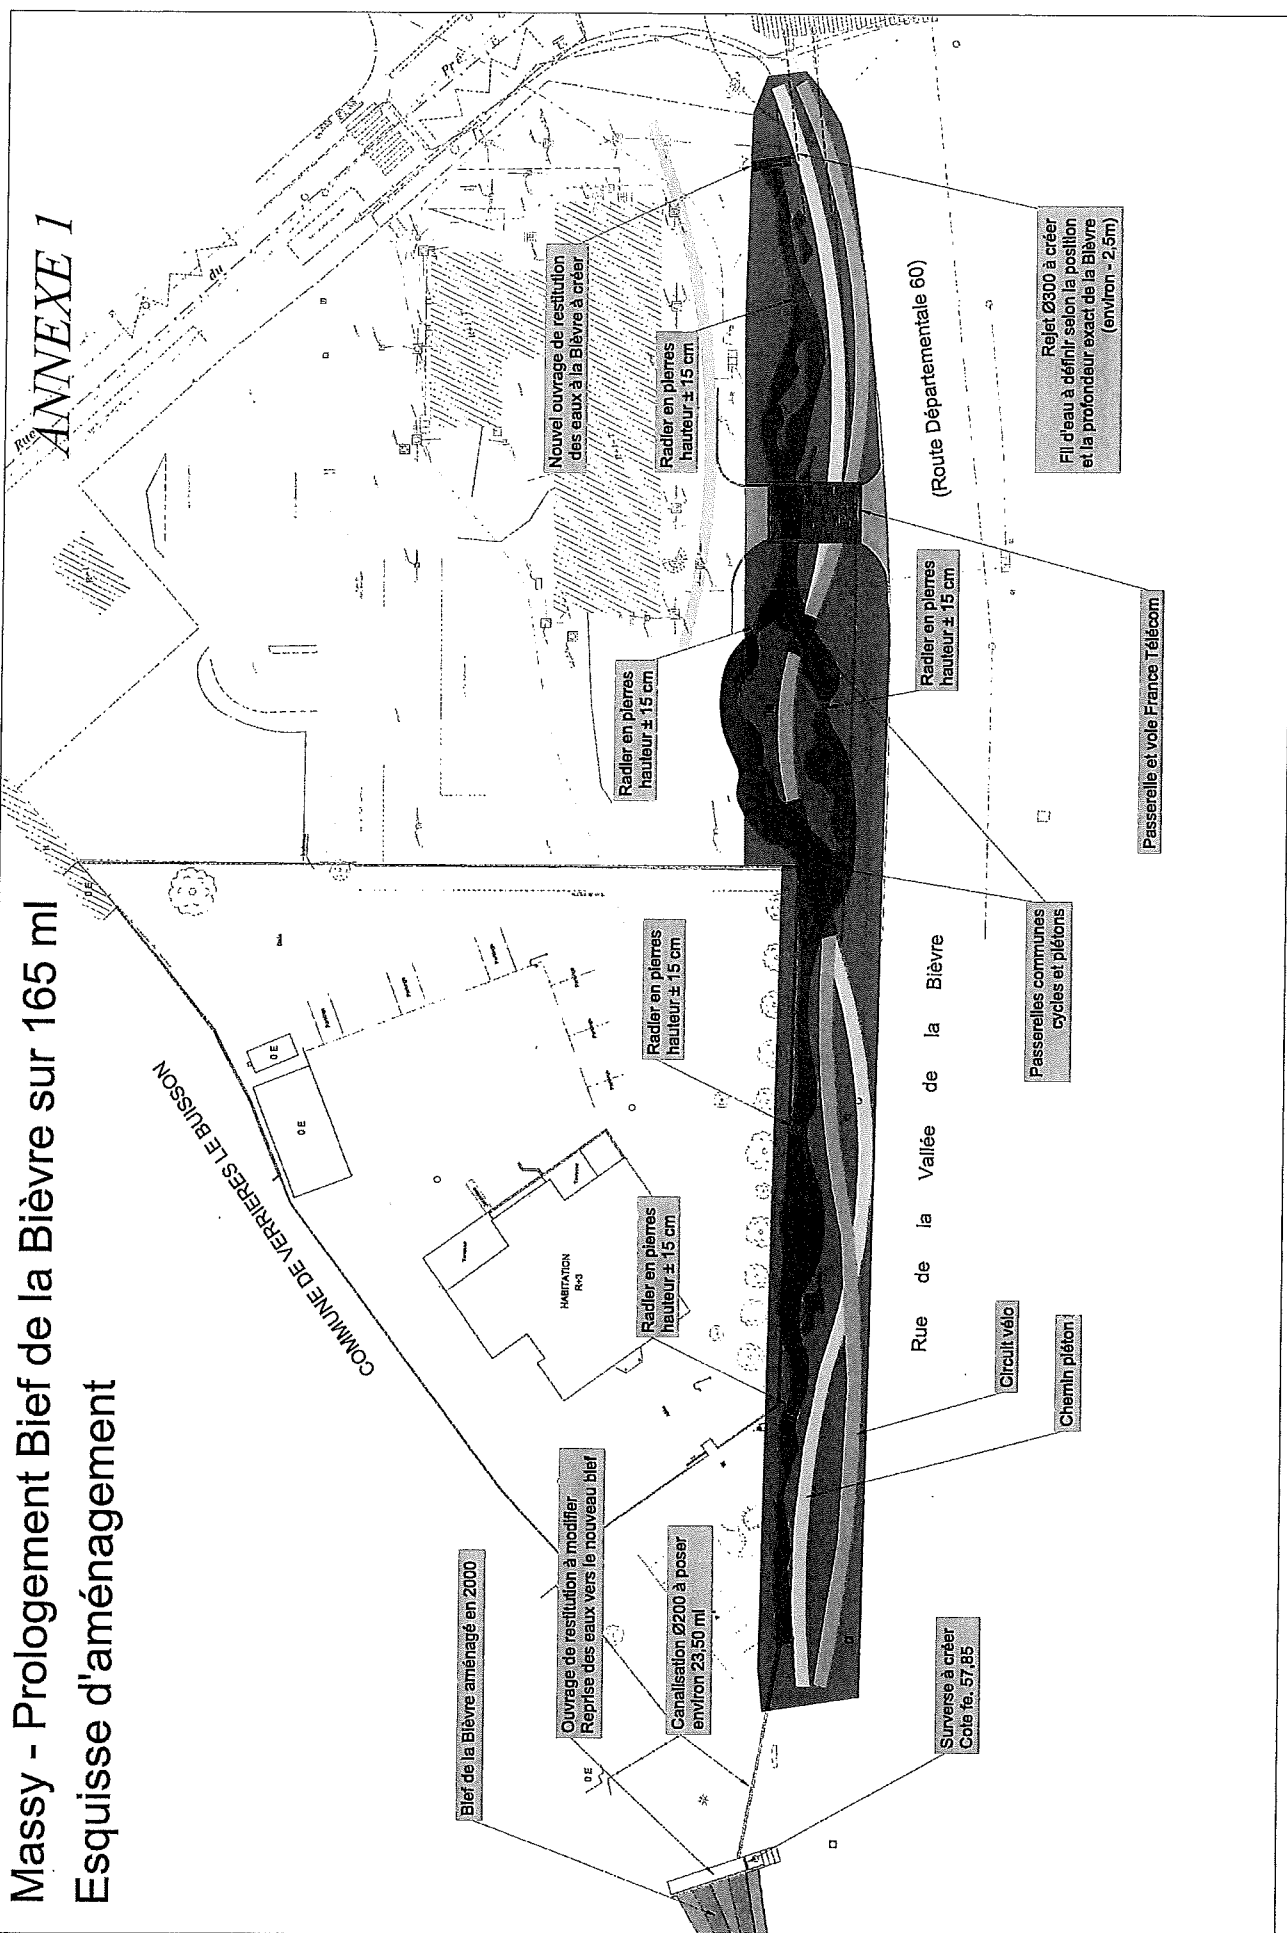 Massy - Prologement Bief de la Bièvre sur 165 ml
Esquisse d'aménagement
ANNEXE 1
Rue
du
Pré
COMMUNE DE VERRIERES LE BUISSON
Bief de la Bièvre aménagé en 2000
Ouvrage de restitution à modifier
Reprise des eaux vers le nouveau bief
Canalisation Ø200 à poser
environ 23,50 ml
Surverse à créer
Cote fe. 57,85
Radier en pierres
hauteur ± 15 cm
Radier en pierres
hauteur ± 15 cm
Radier en pierres
hauteur ± 15 cm
Radier en pierres
hauteur ± 15 cm
Radier en pierres
hauteur ± 15 cm
Nouvel ouvrage de restitution
des eaux à la Bièvre à créer
Rejet Ø300 à créer
Fil d'eau à définir selon la position
et la profondeur exact de la Bièvre
(environ - 2,5m)
Passerelle et voie France Télécom
Passerelles communes
cycles et piétons
Circuit vélo
Chemin piéton
Rue de la Vallée de la Bièvre
(Route Départementale 60)
HABITATION
R+3
D E
D E
D E
D E